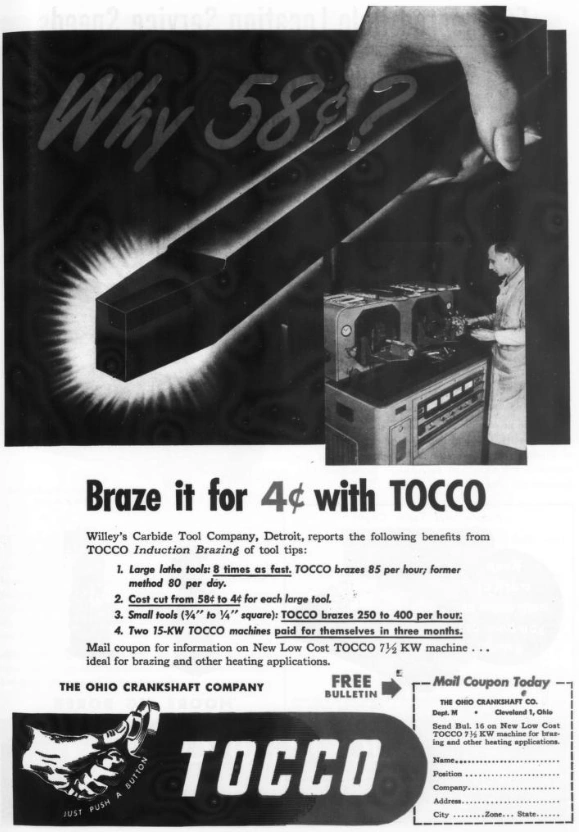 Why 58¢?
Braze it for 4¢ with TOCCO
Willey's Carbide Tool Company, Detroit, reports the following benefits from
TOCCO Induction Brazing of tool tips:
1. Large lathe tools: 8 times as fast. TOCCO brazes 85 per hour; former
method 80 per day.
2. Cost cut from 58¢ to 4¢ for each large tool.
3. Small tools (¾" to ¼" square): TOCCO brazes 250 to 400 per hour.
4. Two 15-KW TOCCO machines paid for themselves in three months.
Mail coupon for information on New Low Cost TOCCO 7½ KW machine . . .
ideal for brazing and other heating applications.
THE OHIO CRANKSHAFT COMPANY
FREE
BULLETIN
JUST PUSH A BUTTON
TOCCO
Mail Coupon Today
THE OHIO CRANKSHAFT CO.
Dept. M • Cleveland 1, Ohio
Send Bul. 16 on New Low Cost
TOCCO 7½ KW machine for braz-
ing and other heating applications.
Name
Position
Company
Address
City ........Zone... State......